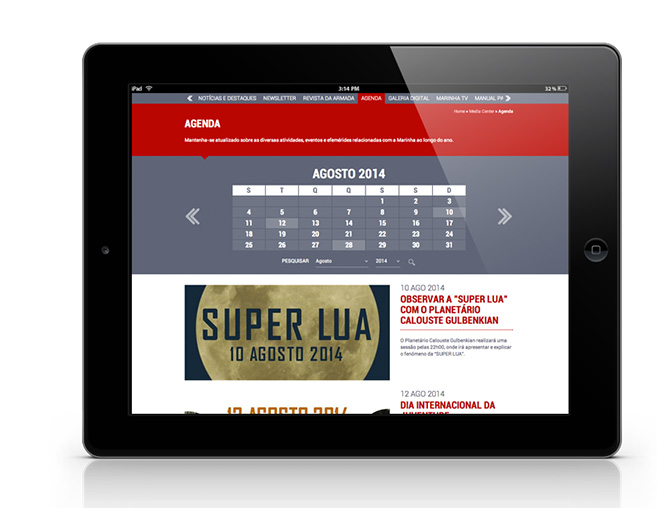 iPad 3:14 PM 32%
NOTÍCIAS E DESTAQUES NEWSLETTER REVISTA DA ARMADA AGENDA GALERIA DIGITAL MARINHA TV MANUAL
Home » Media Center » Agenda
AGENDA
Mantenha-se atualizado sobre as diversas atividades, eventos e efemérides relacionadas com a Marinha ao longo do ano.
AGOSTO 2014
S T Q Q S S D
1 2 3
4 5 6 7 8 9 10
11 12 13 14 15 16 17
18 19 20 21 22 23 24
25 26 27 28 29 30 31
PESQUISAR Agosto 2014
SUPER LUA
10 AGOSTO 2014
10 AGO 2014
OBSERVAR A "SUPER LUA"
COM O PLANETÁRIO
CALOUSTE GULBENKIAN
O Planetário Calouste Gulbenkian realizará uma
sessão pelas 22h00, onde irá apresentar e explicar
o fenómeno da "SUPER LUA".
12 AGOSTO 2014
12 AGO 2014
DIA INTERNACIONAL DA
JUVENTUDE